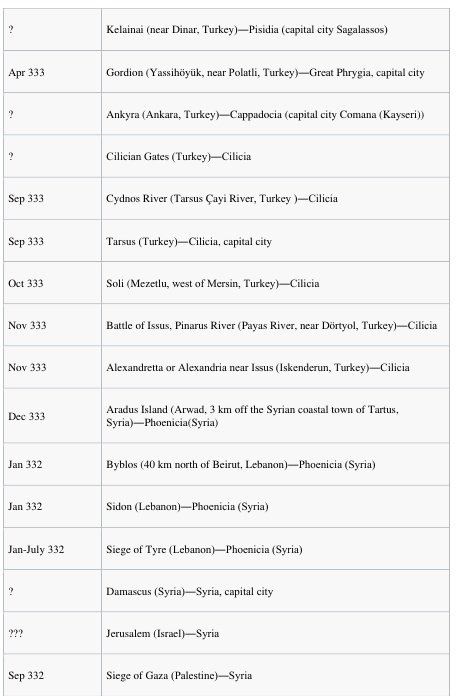 ? Kelainai (near Dinar, Turkey)—Pisidia (capital city Sagalassos)
Apr 333 Gordion (Yassihöyük, near Polatli, Turkey)—Great Phrygia, capital city
? Ankyra (Ankara, Turkey)—Cappadocia (capital city Comana (Kayseri))
? Cilician Gates (Turkey)—Cilicia
Sep 333 Cydnos River (Tarsus Çayi River, Turkey )—Cilicia
Sep 333 Tarsus (Turkey)—Cilicia, capital city
Oct 333 Soli (Mezetlu, west of Mersin, Turkey)—Cilicia
Nov 333 Battle of Issus, Pinarus River (Payas River, near Dörtyol, Turkey)—Cilicia
Nov 333 Alexandretta or Alexandria near Issus (Iskenderun, Turkey)—Cilicia
Dec 333 Aradus Island (Arwad, 3 km off the Syrian coastal town of Tartus,
Syria)—Phoenicia(Syria)
Jan 332 Byblos (40 km north of Beirut, Lebanon)—Phoenicia (Syria)
Jan 332 Sidon (Lebanon)—Phoenicia (Syria)
Jan-July 332 Siege of Tyre (Lebanon)—Phoenicia (Syria)
? Damascus (Syria)—Syria, capital city
??? Jerusalem (Israel)—Syria
Sep 332 Siege of Gaza (Palestine)—Syria